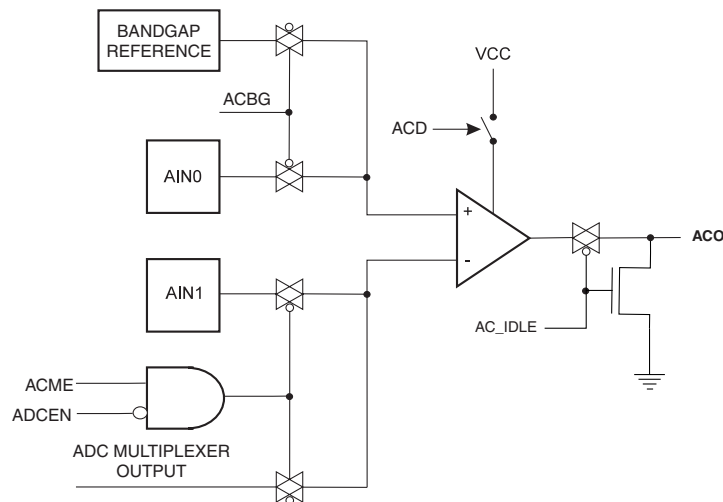 BANDGAP
REFERENCE
VCC
ACBG
ACD
AIN0
+
-
ACO
AIN1
AC_IDLE
ACME
ADCEN
ADC MULTIPLEXER
OUTPUT